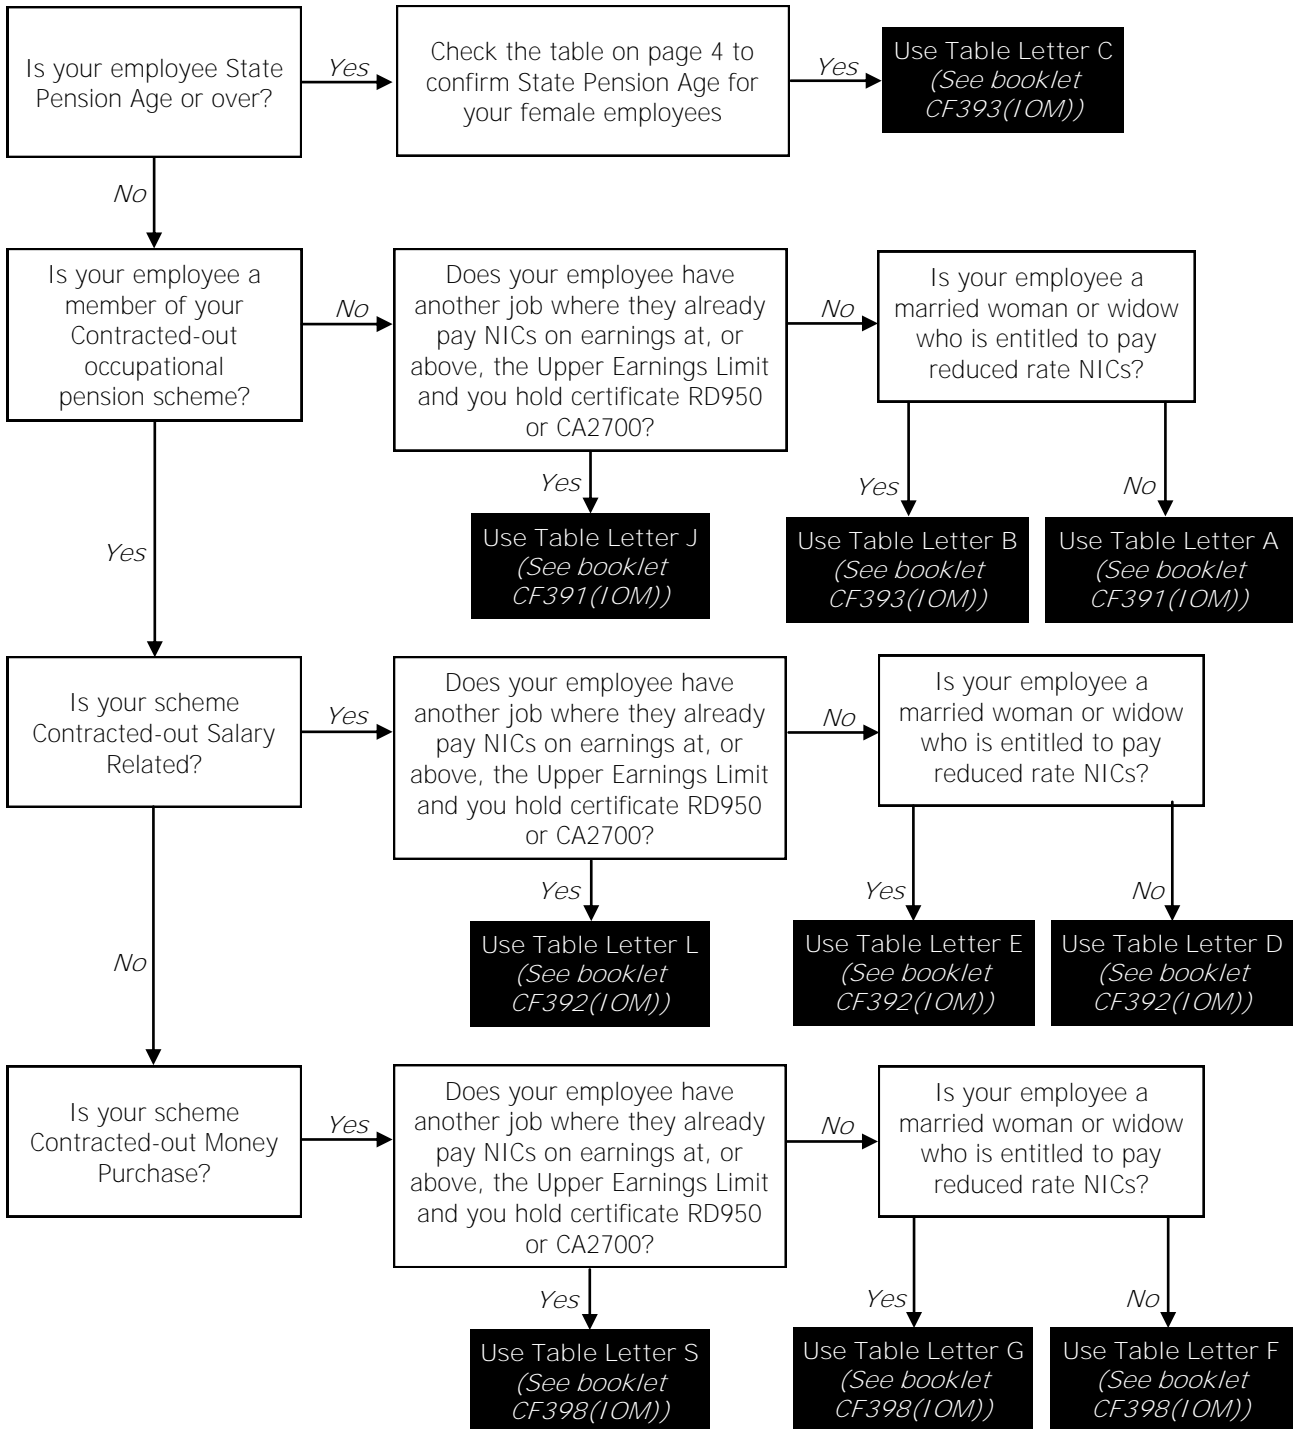 Is your employee State
Pension Age or over?
Yes
Check the table on page 4 to
confirm State Pension Age for
your female employees
Yes
Use Table Letter C
(See booklet
CF393(IOM))
No
Is your employee a
member of your
Contracted-out
occupational
pension scheme?
No
Does your employee have
another job where they already
pay NICs on earnings at, or
above, the Upper Earnings Limit
and you hold certificate RD950
or CA2700?
No
Is your employee a
married woman or widow
who is entitled to pay
reduced rate NICs?
Yes
Yes
No
Use Table Letter J
(See booklet
CF391(IOM))
Use Table Letter B
(See booklet
CF393(IOM))
Use Table Letter A
(See booklet
CF391(IOM))
Yes
Is your scheme
Contracted-out Salary
Related?
Yes
Does your employee have
another job where they already
pay NICs on earnings at, or
above, the Upper Earnings Limit
and you hold certificate RD950
or CA2700?
No
Is your employee a
married woman or widow
who is entitled to pay
reduced rate NICs?
Yes
Yes
No
Use Table Letter L
(See booklet
CF392(IOM))
Use Table Letter E
(See booklet
CF392(IOM))
Use Table Letter D
(See booklet
CF392(IOM))
No
Is your scheme
Contracted-out Money
Purchase?
Yes
Does your employee have
another job where they already
pay NICs on earnings at, or
above, the Upper Earnings Limit
and you hold certificate RD950
or CA2700?
No
Is your employee a
married woman or widow
who is entitled to pay
reduced rate NICs?
Yes
Yes
No
Use Table Letter S
(See booklet
CF398(IOM))
Use Table Letter G
(See booklet
CF398(IOM))
Use Table Letter F
(See booklet
CF398(IOM))